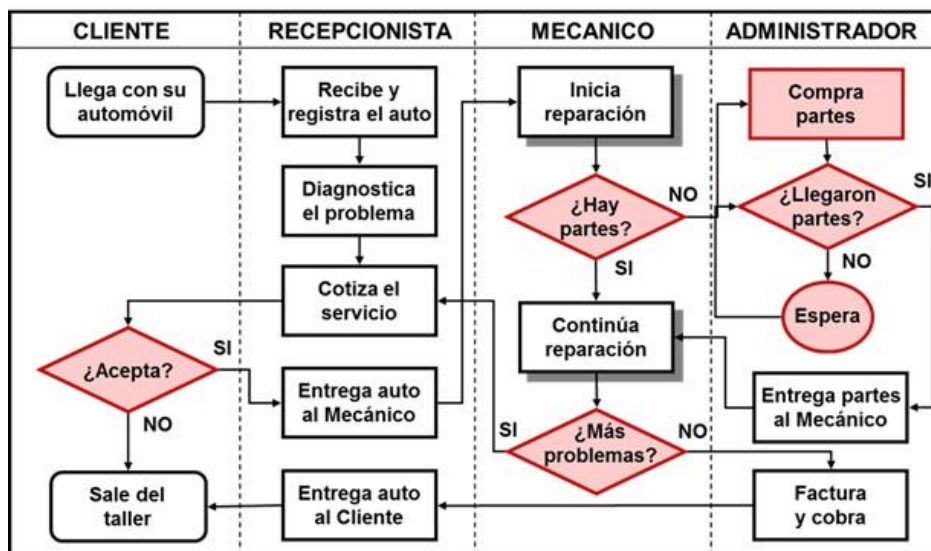 CLIENTE
RECEPCIONISTA
MECANICO
ADMINISTRADOR
Llega con su
automóvil
Recibe y
registra el auto
Inicia
reparación
Compra
partes
Diagnostica
el problema
¿Hay
partes?
NO
¿Llegaron
partes?
SI
SI
NO
Cotiza el
servicio
Continúa
reparación
Espera
¿Acepta?
SI
NO
Entrega auto
al Mecánico
SI
¿Más
problemas?
NO
Entrega partes
al Mecánico
Sale del
taller
Entrega auto
al Cliente
Factura
y cobra